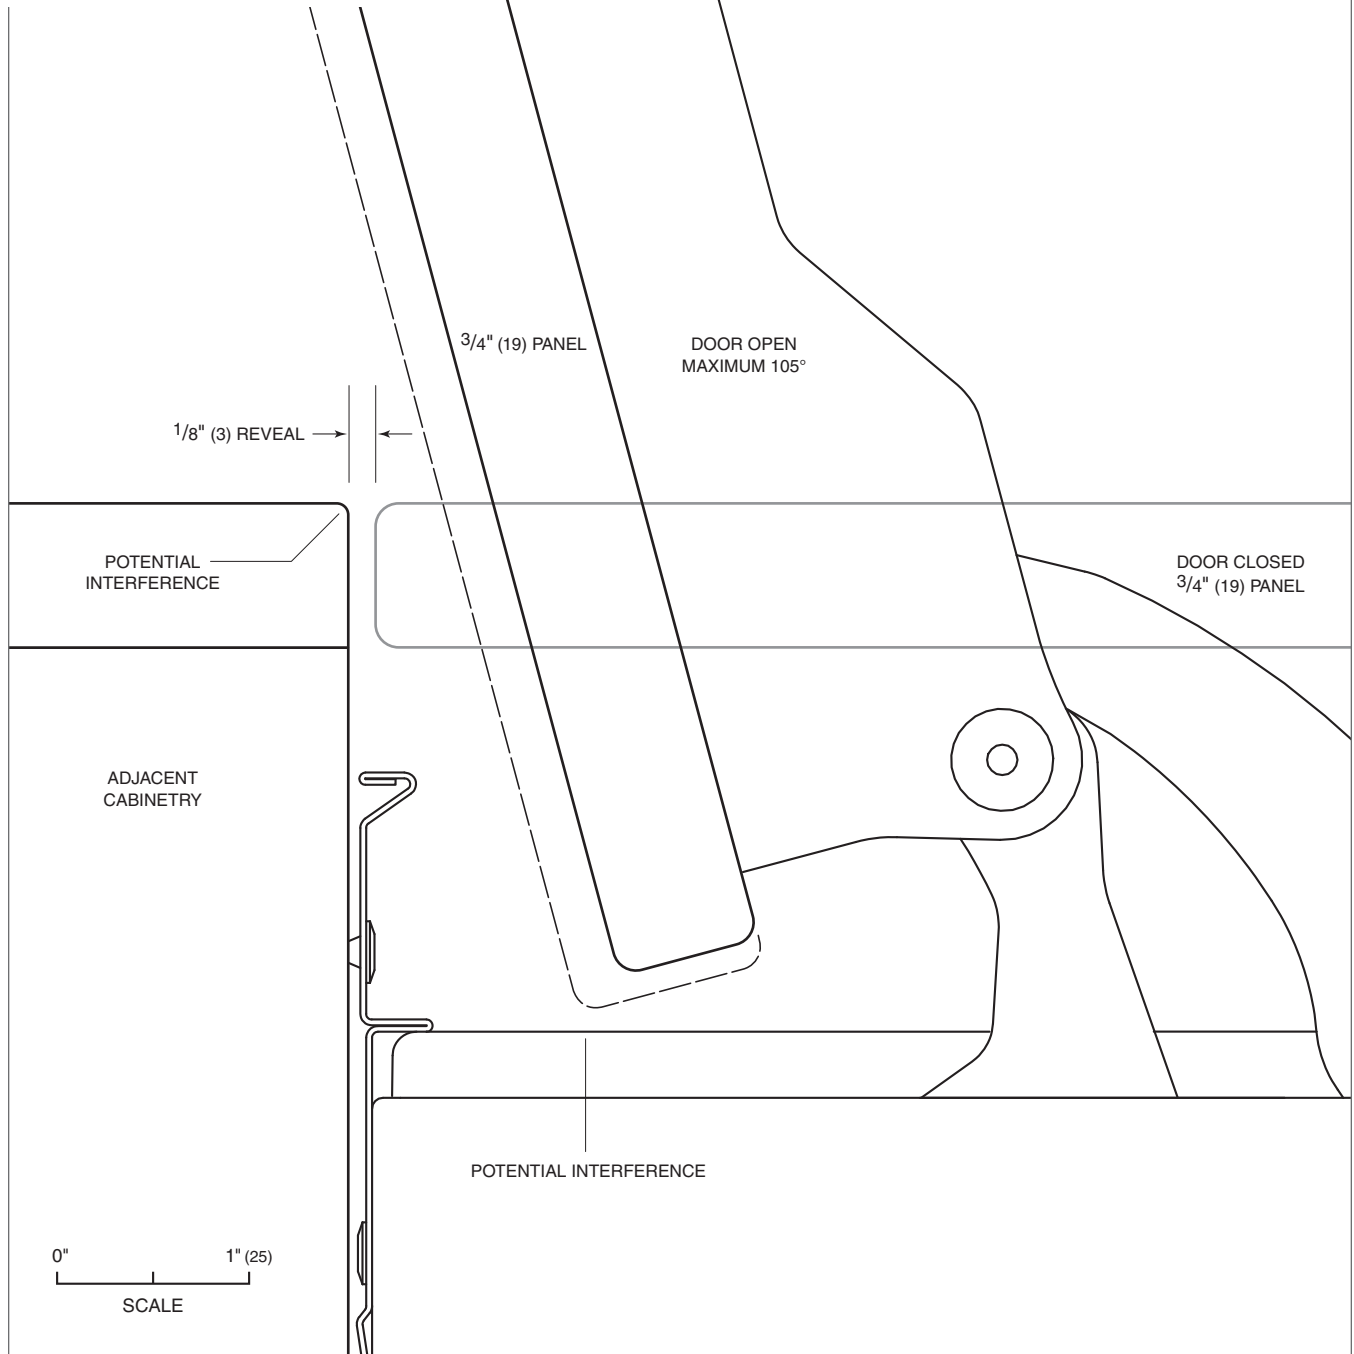 3/4" (19) PANEL
DOOR OPEN
MAXIMUM 105°
1/8" (3) REVEAL
POTENTIAL
INTERFERENCE
DOOR CLOSED
3/4" (19) PANEL
ADJACENT
CABINETRY
POTENTIAL INTERFERENCE
0" 1" (25)
SCALE